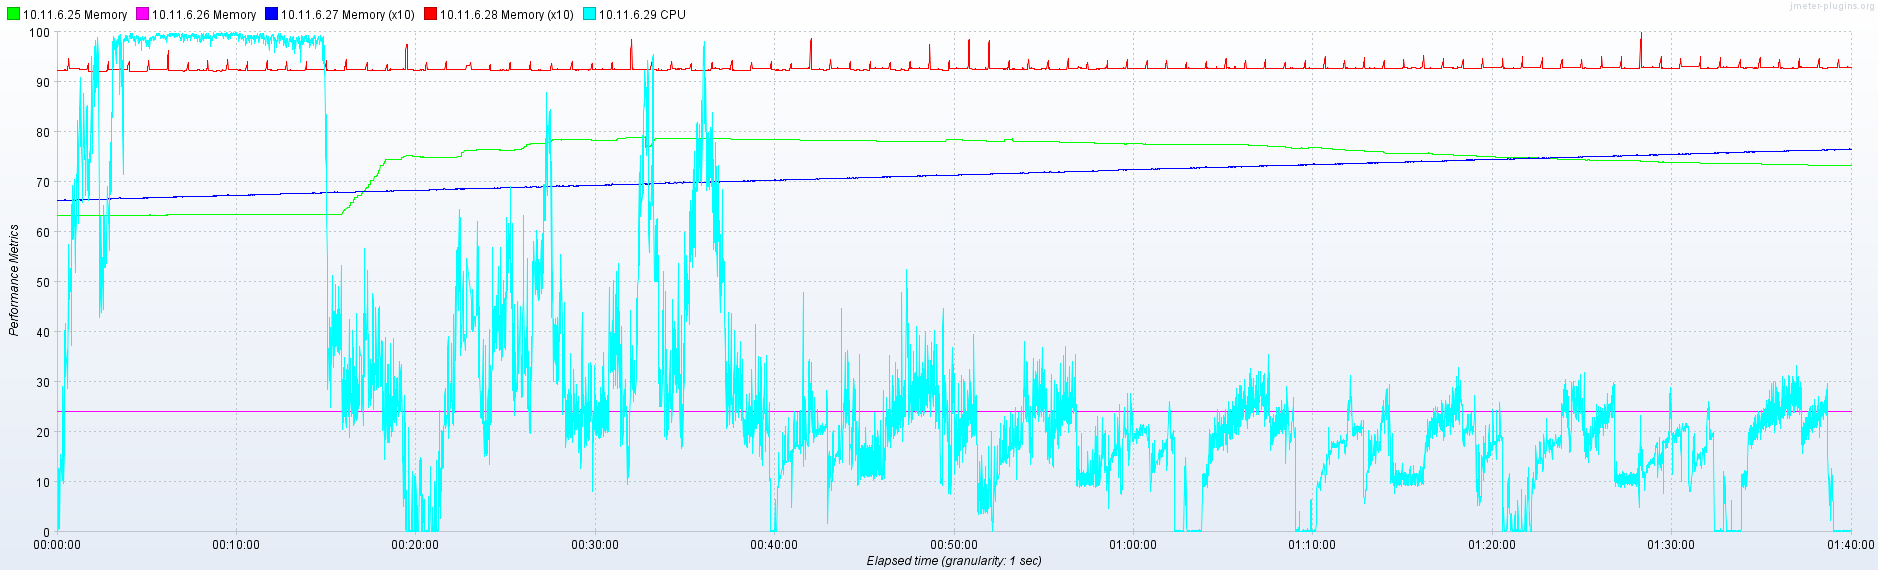 10.11.6.25 Memory 10.11.6.26 Memory 10.11.6.27 Memory (x10) 10.11.6.28 Memory (x10) 10.11.6.29 CPU
jmeter-plugins.org
100
90
80
70
60
50
40
30
20
10
0
Performance Metrics
00:00:00 00:10:00 00:20:00 00:30:00 00:40:00 00:50:00 01:00:00 01:10:00 01:20:00 01:30:00 01:40:00
Elapsed time (granularity: 1 sec)